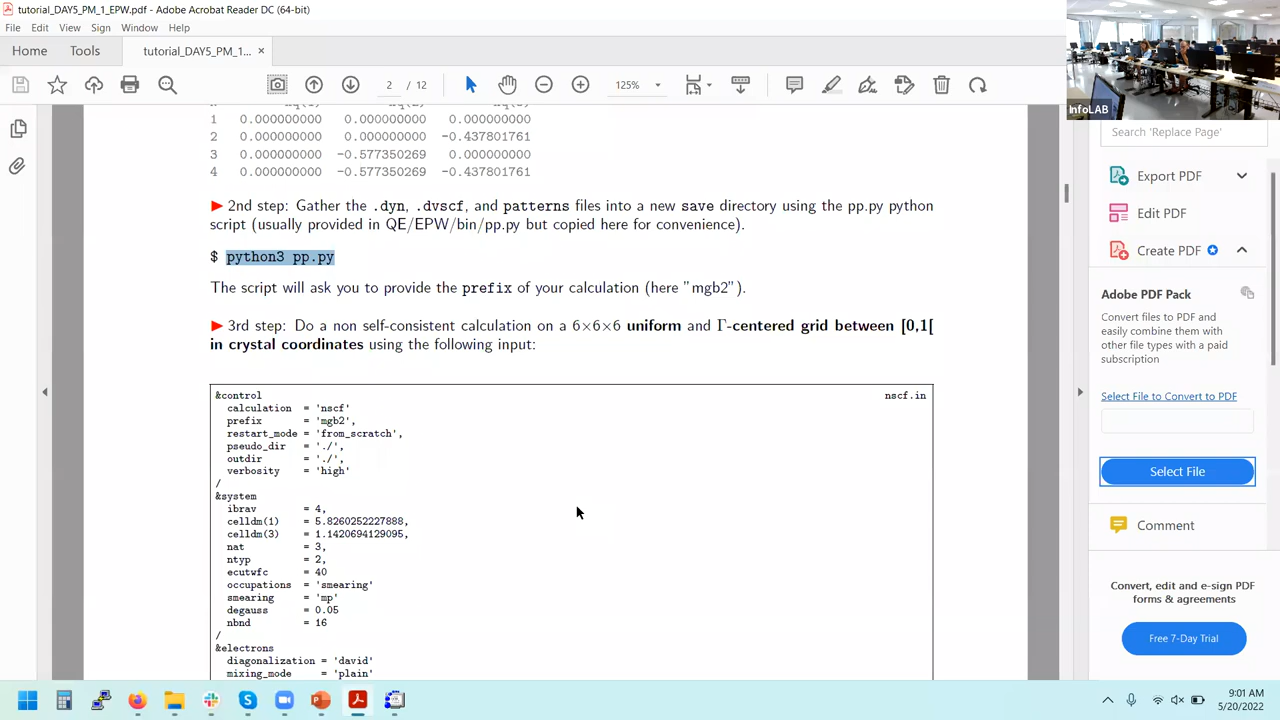 tutorial_DAY5_PM_1_EPW.pdf - Adobe Acrobat Reader DC (64-bit)
File Edit View Sign Window Help
Home Tools tutorial_DAY5_PM_1_EPW... ×
2 / 12 125%
InfoLAB
1 0.000000000 0.000000000 0.000000000
2 0.000000000 0.000000000 -0.437801761
3 0.000000000 -0.577350269 0.000000000
4 0.000000000 -0.577350269 -0.437801761
▶ 2nd step: Gather the .dyn, .dvscf, and patterns files into a new save directory using the pp.py python
script (usually provided in QE/EPW/bin/pp.py but copied here for convenience).
$ python3 pp.py
The script will ask you to provide the prefix of your calculation (here "mgb2").
▶ 3rd step: Do a non self-consistent calculation on a 6×6×6 uniform and Γ-centered grid between [0,1[
in crystal coordinates using the following input:
&control nscf.in
calculation = 'nscf'
prefix = 'mgb2',
restart_mode = 'from_scratch',
pseudo_dir = './',
outdir = './',
verbosity = 'high'
/
&system
ibrav = 4,
celldm(1) = 5.8260252227888,
celldm(3) = 1.1420694129095,
nat = 3,
ntyp = 2,
ecutwfc = 40
occupations = 'smearing'
smearing = 'mp'
degauss = 0.05
nbnd = 16
/
&electrons
diagonalization = 'david'
mixing_mode = 'plain'
Search 'Replace Page'
Export PDF
Edit PDF
Create PDF
Adobe PDF Pack
Convert files to PDF and
easily combine them with
other file types with a paid
subscription
Select File to Convert to PDF
Select File
Comment
Convert, edit and e-sign PDF
forms & agreements
Free 7-Day Trial
9:01 AM
5/20/2022